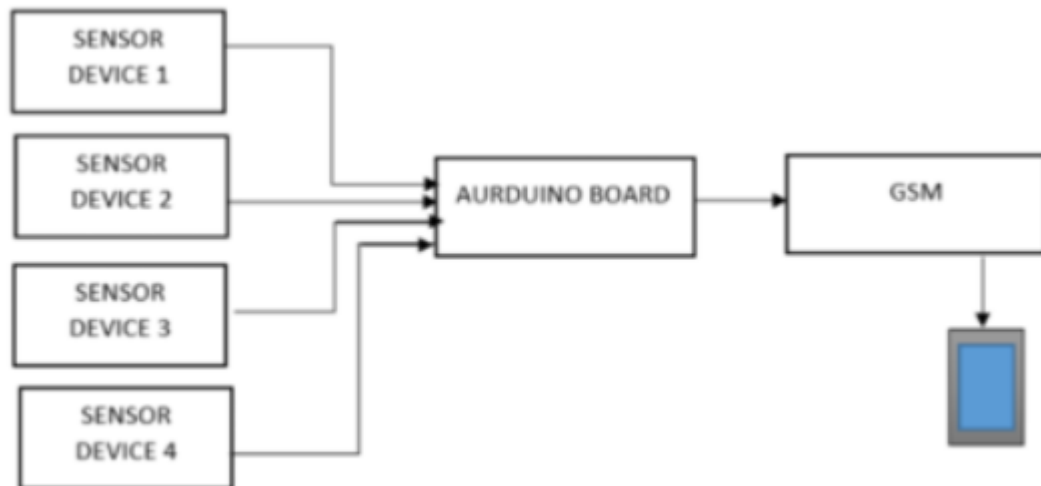 SENSOR
DEVICE 1
SENSOR
DEVICE 2
SENSOR
DEVICE 3
SENSOR
DEVICE 4
AURDUINO BOARD
GSM